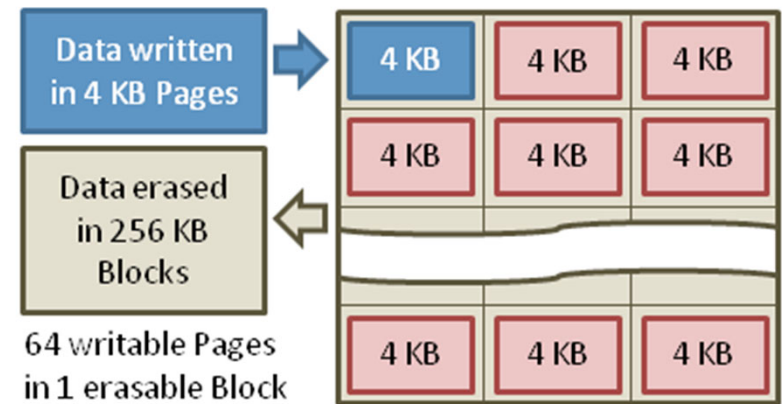 Data written
in 4 KB Pages
4 KB 4 KB 4 KB
4 KB 4 KB 4 KB
Data erased
in 256 KB
Blocks
64 writable Pages
in 1 erasable Block
4 KB 4 KB 4 KB